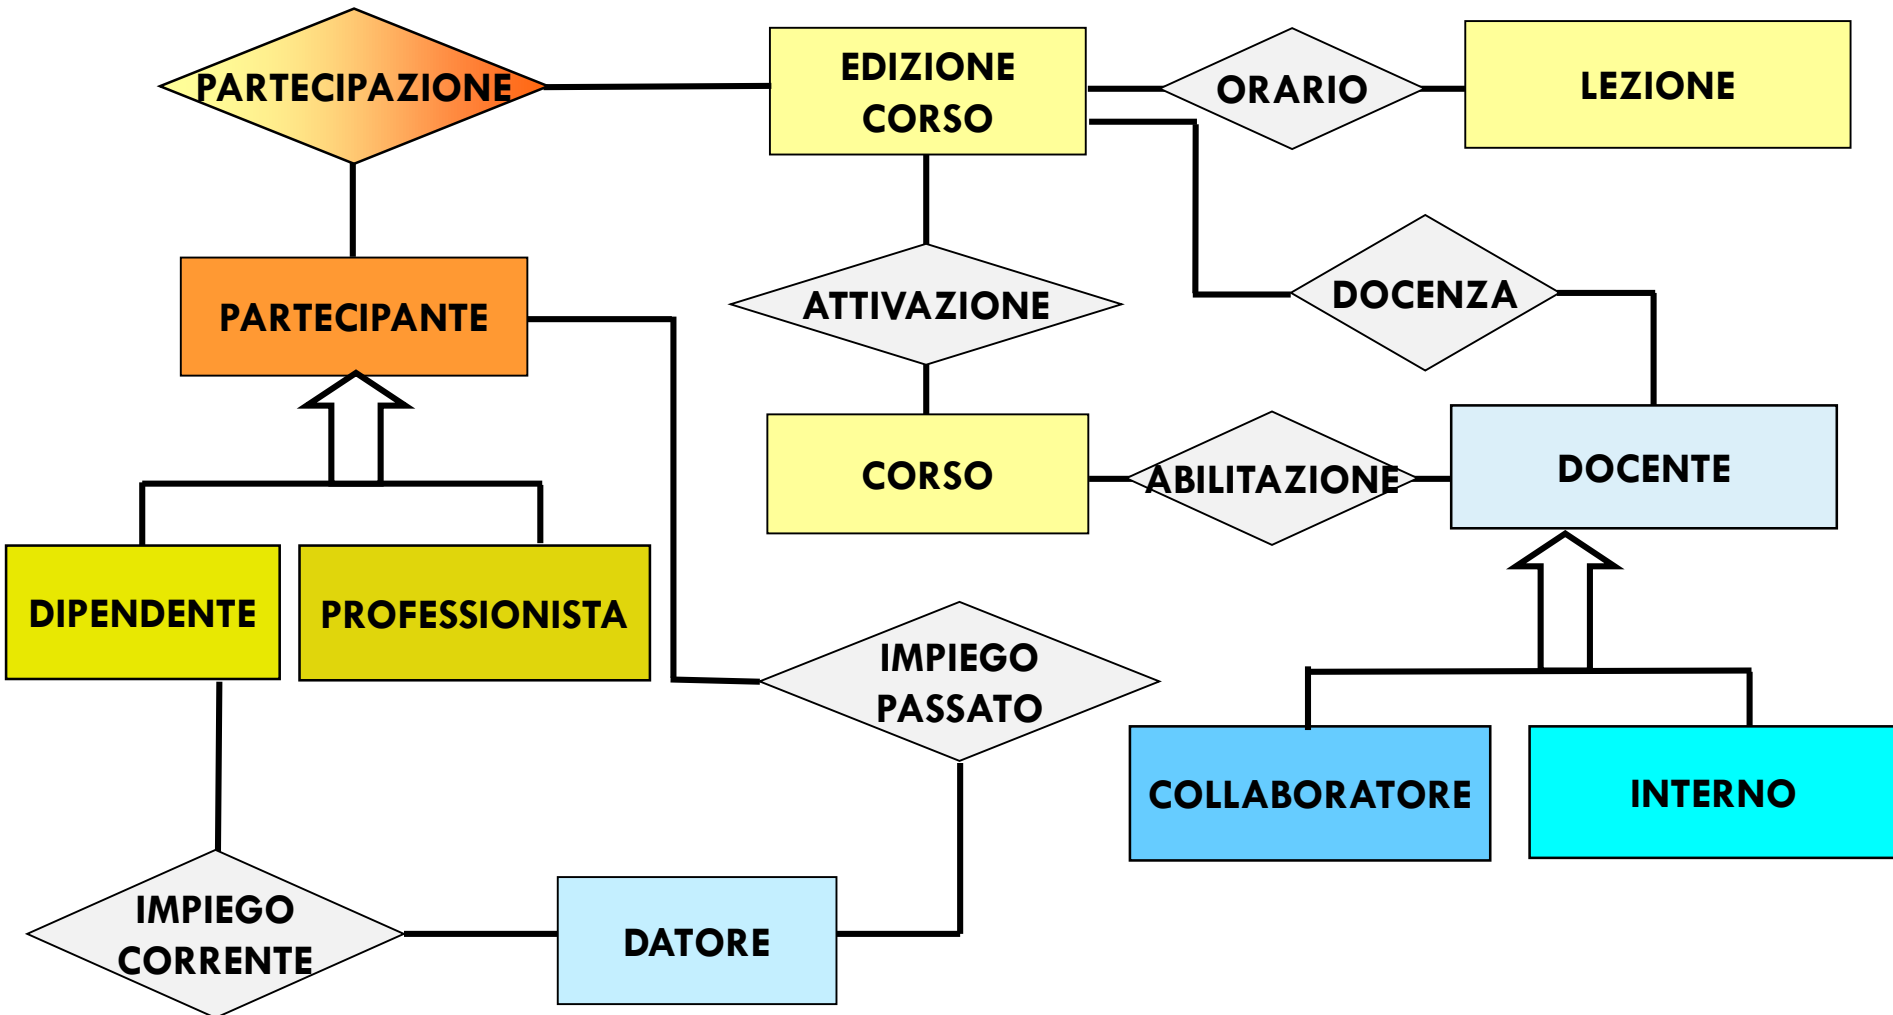 PARTECIPAZIONE
EDIZIONE
CORSO
ORARIO
LEZIONE
PARTECIPANTE
ATTIVAZIONE
DOCENZA
CORSO
ABILITAZIONE
DOCENTE
DIPENDENTE
PROFESSIONISTA
IMPIEGO
PASSATO
COLLABORATORE
INTERNO
IMPIEGO
CORRENTE
DATORE